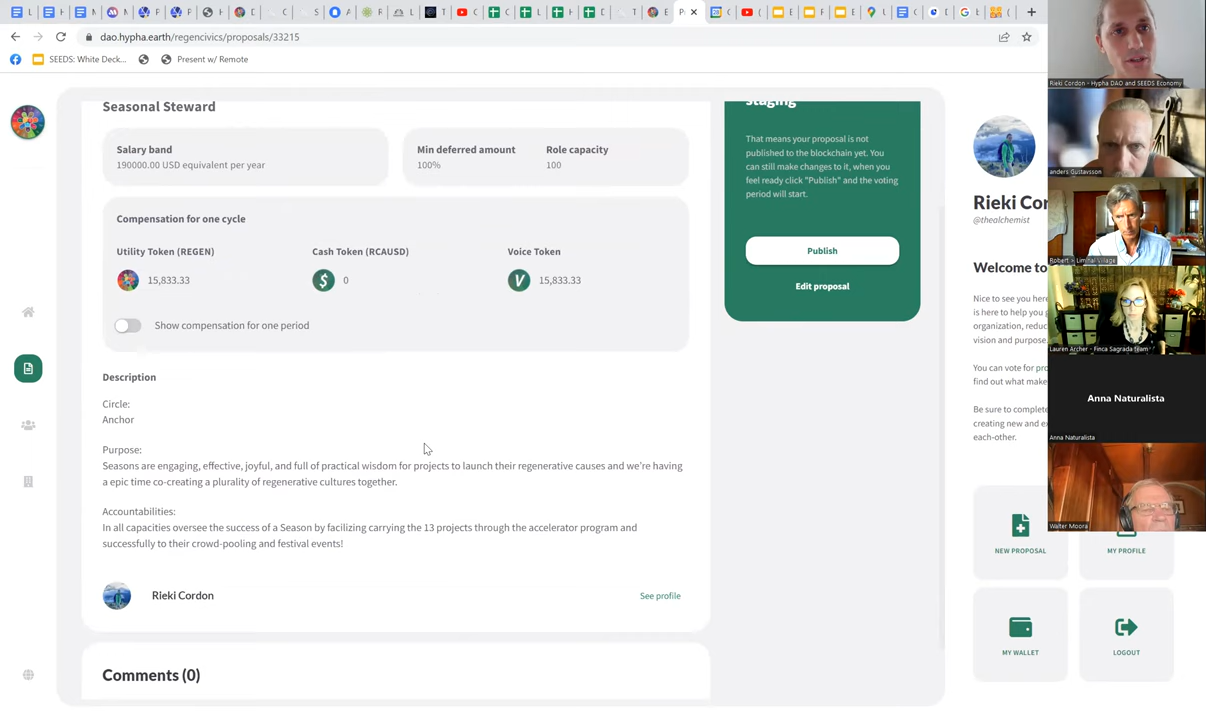 dao.hypha.earth/regencivics/proposals/33215
SEEDS: White Deck...
Present w/ Remote
Seasonal Steward
Salary band
190000.00 USD equivalent per year
Min deferred amount
100%
Role capacity
100
Compensation for one cycle
Utility Token (REGEN)
15,833.33
Cash Token (RCAUSD)
$ 0
Voice Token
V 15,833.33
Show compensation for one period
Description
Circle:
Anchor
Purpose:
Seasons are engaging, effective, joyful, and full of practical wisdom for projects to launch their regenerative causes and we're having
a epic time co-creating a plurality of regenerative cultures together.
Accountabilities:
In all capacities oversee the success of a Season by facilizing carrying the 13 projects through the accelerator program and
successfully to their crowd-pooling and festival events!
Rieki Cordon
See profile
Comments (0)
staging
That means your proposal is not
published to the blockchain yet. You
can still make changes to it, when you
feel ready click "Publish" and the voting
period will start.
Publish
Edit proposal
Rieki Cor
@thealchemist
Welcome to
Nice to see you here
is here to help you
organization, reduc
vision and purpose.
You can vote for pro
find out what make
Be sure to complete
creating new and ex
each-other.
NEW PROPOSAL
MY PROFILE
MY WALLET
LOGOUT
Rieki Cordon - Hypha DAO and SEEDS Economy
anders Gustavsson
Robert - Liminal Village
Lauren Archer - Finca Sagrada team
Anna Naturalista
Anna Naturalista
Walter Moora